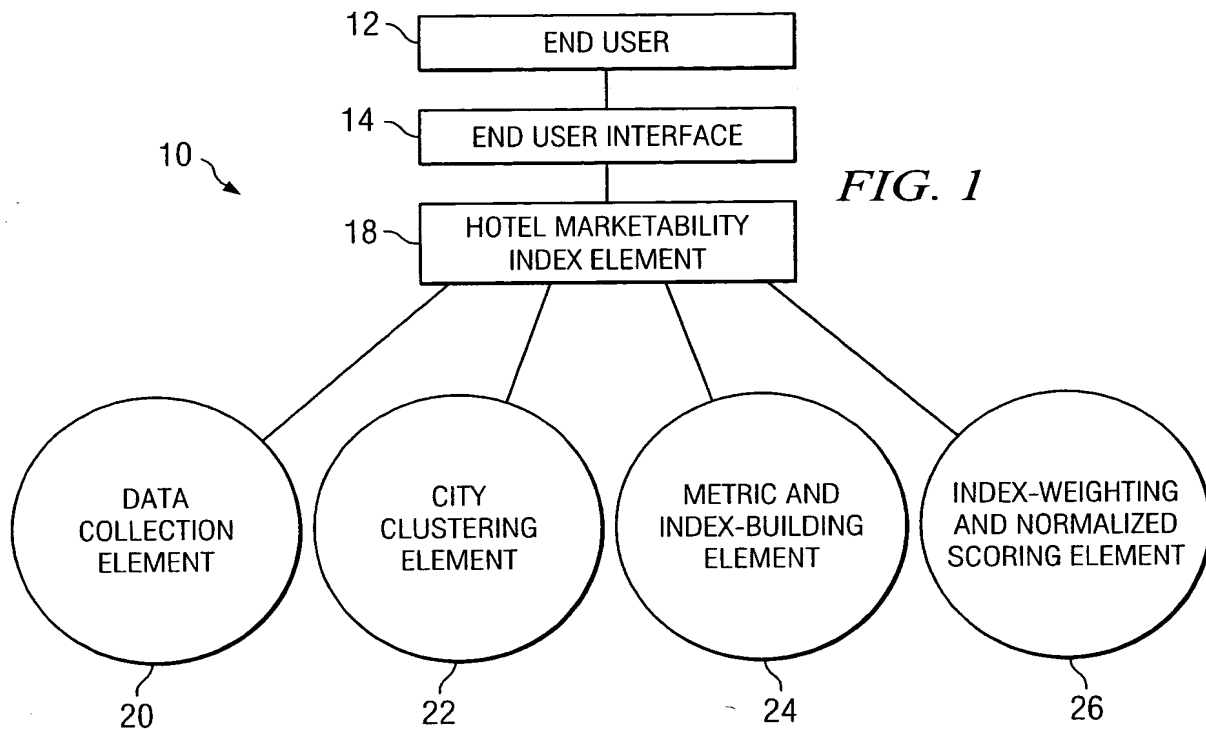 12
END USER
14
END USER INTERFACE
10
FIG. 1
18
HOTEL MARKETABILITY
INDEX ELEMENT
DATA
COLLECTION
ELEMENT
CITY
CLUSTERING
ELEMENT
METRIC AND
INDEX-BUILDING
ELEMENT
INDEX-WEIGHTING
AND NORMALIZED
SCORING ELEMENT
20
22
24
26